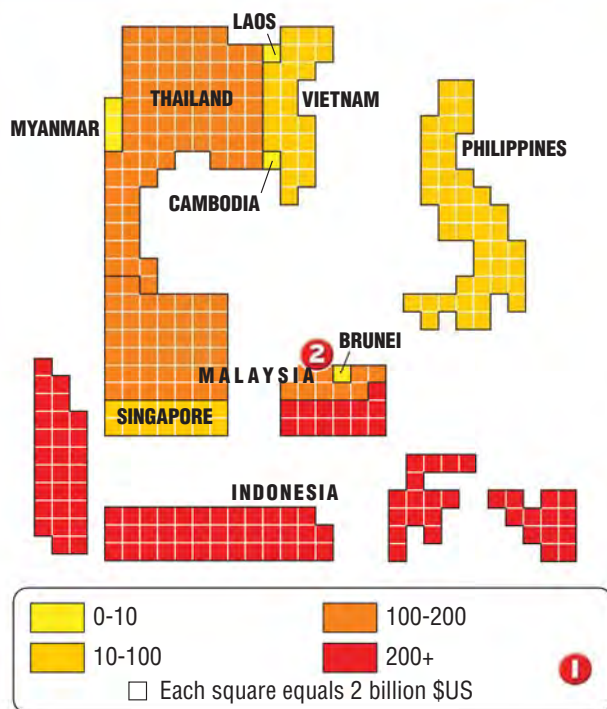 LAOS
THAILAND
VIETNAM
MYANMAR
PHILIPPINES
CAMBODIA
2
BRUNEI
MALAYSIA
SINGAPORE
INDONESIA
0-10
100-200
10-100
200+
1
Each square equals 2 billion $US